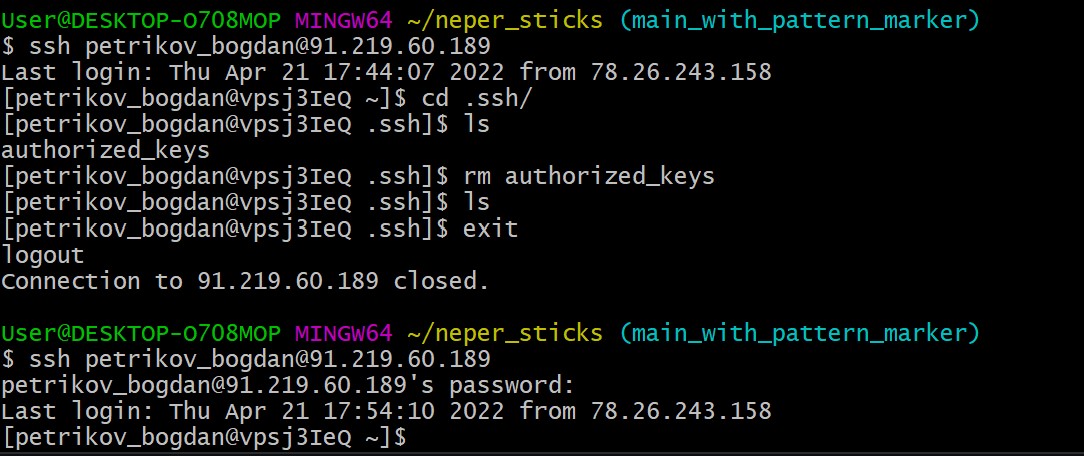 User@DESKTOP-O708MOP MINGW64 ~/neper_sticks (main_with_pattern_marker)
$ ssh petrikov_bogdan@91.219.60.189
Last login: Thu Apr 21 17:44:07 2022 from 78.26.243.158
[petrikov_bogdan@vpsj3IeQ ~]$ cd .ssh/
[petrikov_bogdan@vpsj3IeQ .ssh]$ ls
authorized_keys
[petrikov_bogdan@vpsj3IeQ .ssh]$ rm authorized_keys
[petrikov_bogdan@vpsj3IeQ .ssh]$ ls
[petrikov_bogdan@vpsj3IeQ .ssh]$ exit
logout
Connection to 91.219.60.189 closed.
User@DESKTOP-O708MOP MINGW64 ~/neper_sticks (main_with_pattern_marker)
$ ssh petrikov_bogdan@91.219.60.189
petrikov_bogdan@91.219.60.189's password:
Last login: Thu Apr 21 17:54:10 2022 from 78.26.243.158
[petrikov_bogdan@vpsj3IeQ ~]$